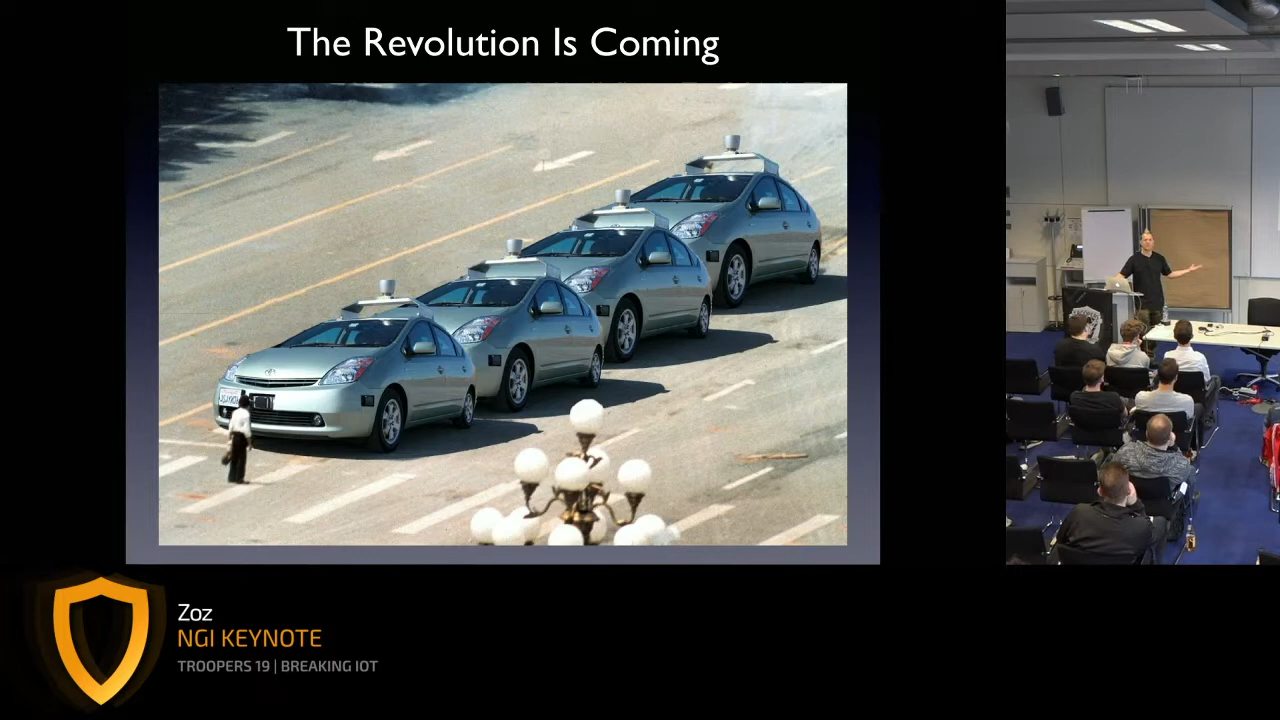 The Revolution Is Coming
Zoz
NGI KEYNOTE
TROOPERS 19 | BREAKING IOT